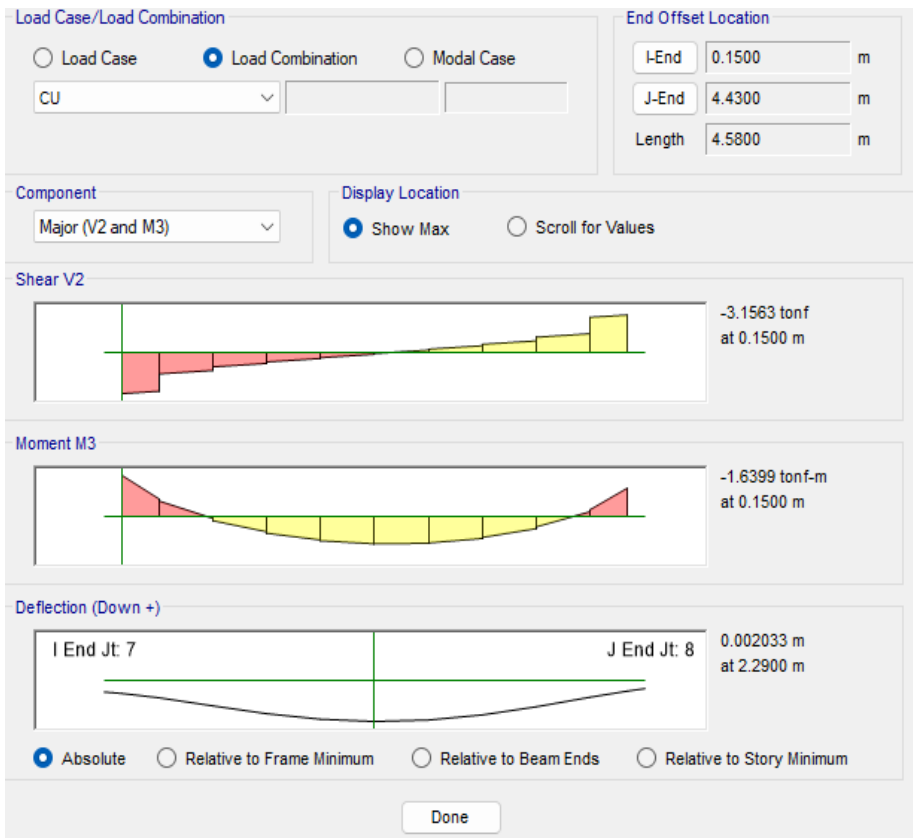 Load Case/Load Combination
Load Case
Load Combination
Modal Case
CU
End Offset Location
I-End 0.1500 m
J-End 4.4300 m
Length 4.5800 m
Component
Major (V2 and M3)
Display Location
Show Max
Scroll for Values
Shear V2
-3.1563 tonf
at 0.1500 m
Moment M3
-1.6399 tonf-m
at 0.1500 m
Deflection (Down +)
I End Jt: 7
J End Jt: 8
0.002033 m
at 2.2900 m
Absolute
Relative to Frame Minimum
Relative to Beam Ends
Relative to Story Minimum
Done